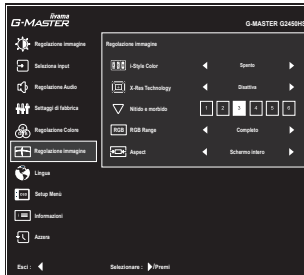 iiyama
G-MASTER
G-MASTER G2450HS
Regolazione immagine
Seleziona input
Regolazione Audio
Settaggi di fabbrica
Regolazione Colore
Regolazione immagine
Lingua
OSD Setup Menù
Informazioni
Azzera
Regolazione immagine
i-Style Color Spento
X-Res Technology Disattiva
Nitido e morbido 1 2 3 4 5 6
RGB RGB Range Completo
Aspect Schermo intero
Esci : Selezionare : /Premi